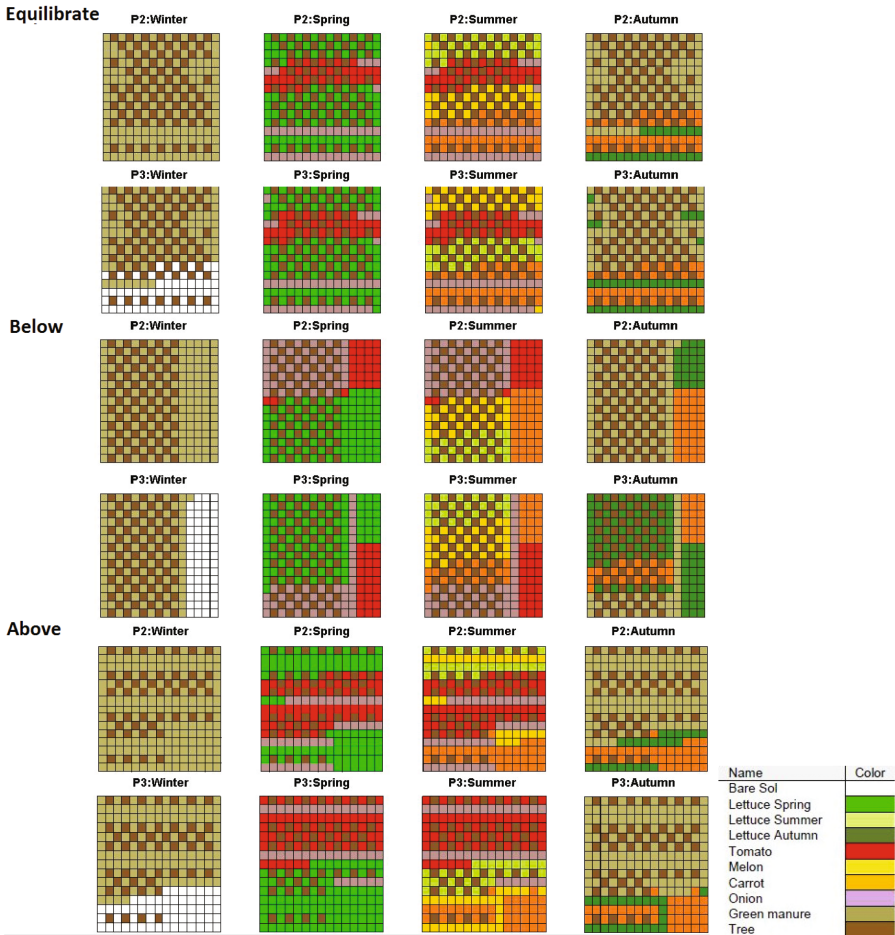 Equilibrate
P2:Winter P2:Spring P2:Summer P2:Autumn
P3:Winter P3:Spring P3:Summer P3:Autumn
Below
P2:Winter P2:Spring P2:Summer P2:Autumn
P3:Winter P3:Spring P3:Summer P3:Autumn
Above
P2:Winter P2:Spring P2:Summer P2:Autumn
P3:Winter P3:Spring P3:Summer P3:Autumn
Name Color
Bare Sol
Lettuce Spring
Lettuce Summer
Lettuce Autumn
Tomato
Melon
Carrot
Onion
Green manure
Tree